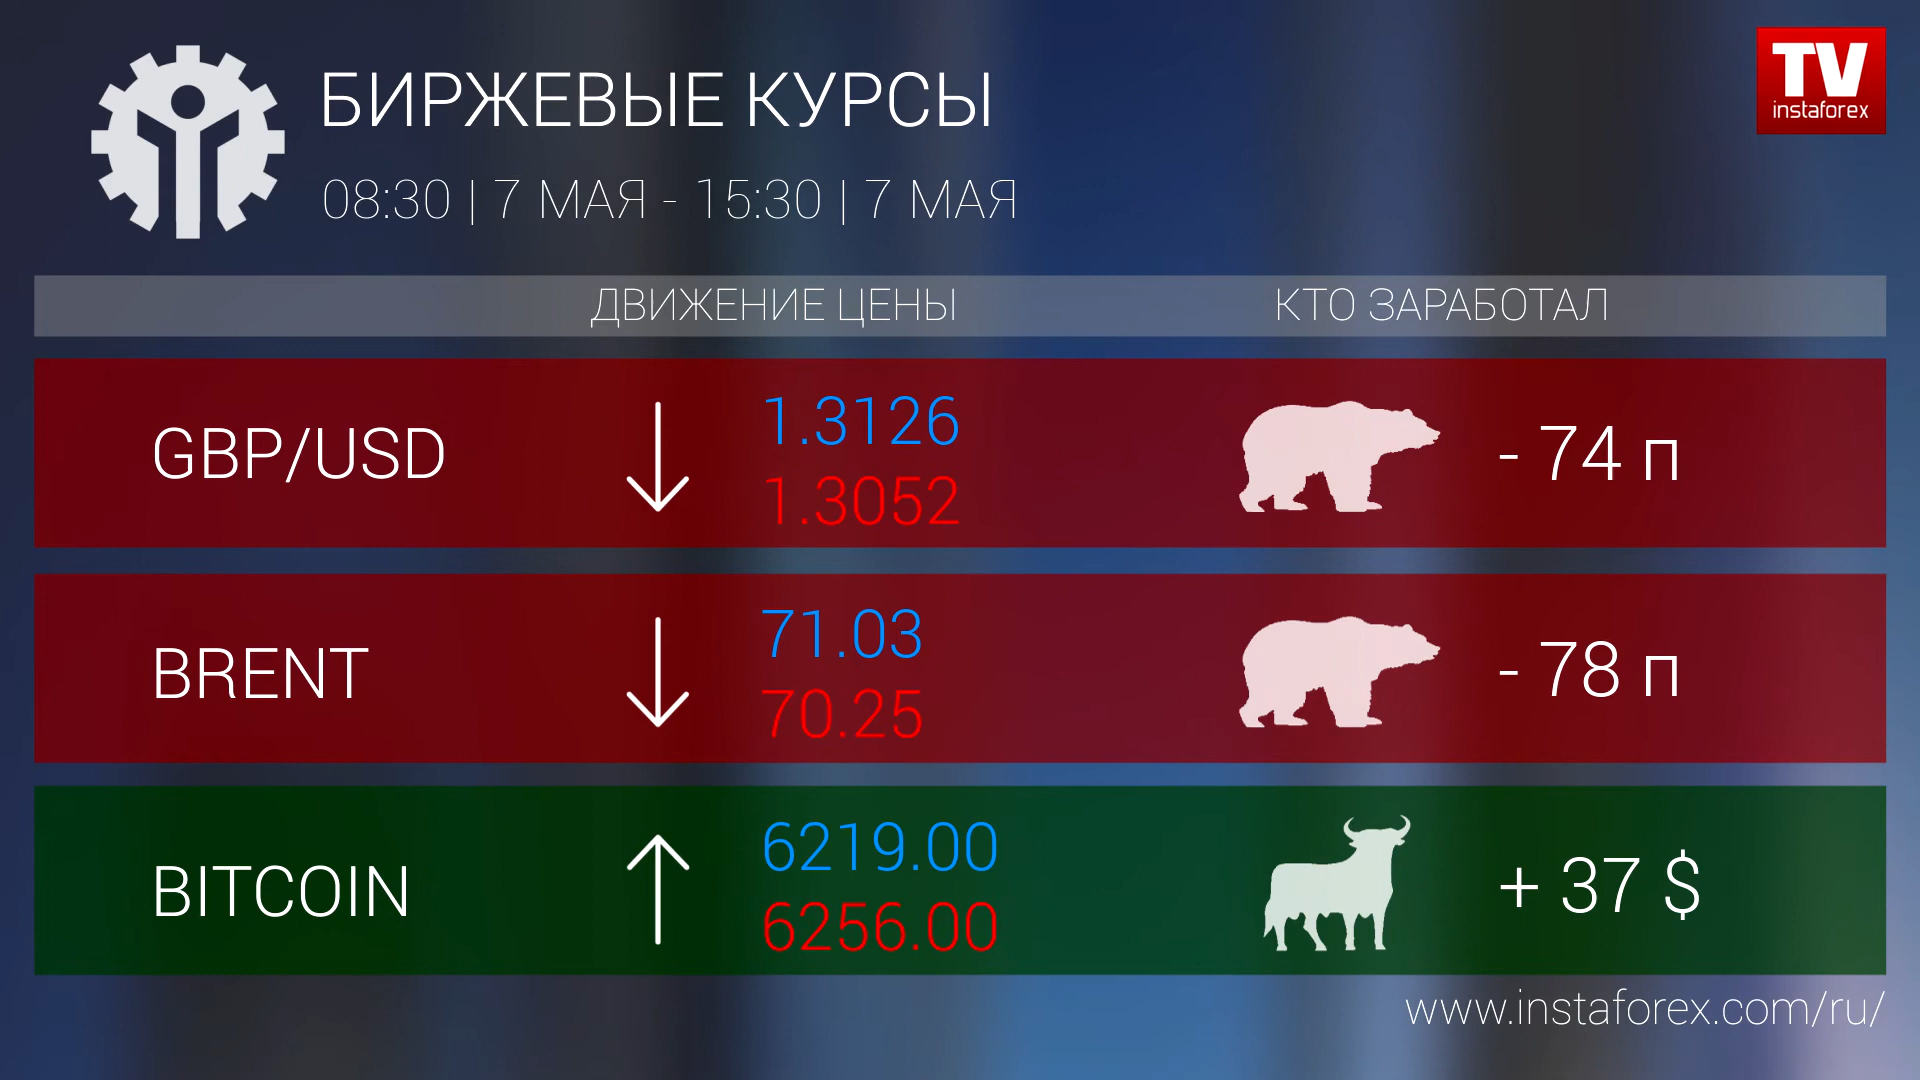 БИРЖЕВЫЕ КУРСЫ
TV
instaforex
08:30 | 7 МАЯ - 15:30 | 7 МАЯ
ДВИЖЕНИЕ ЦЕНЫ КТО ЗАРАБОТАЛ
GBP/USD
1.3126
1.3052
- 74 п
BRENT
71.03
70.25
- 78 п
BITCOIN
6219.00
6256.00
+ 37 $
www.instaforex.com/ru/